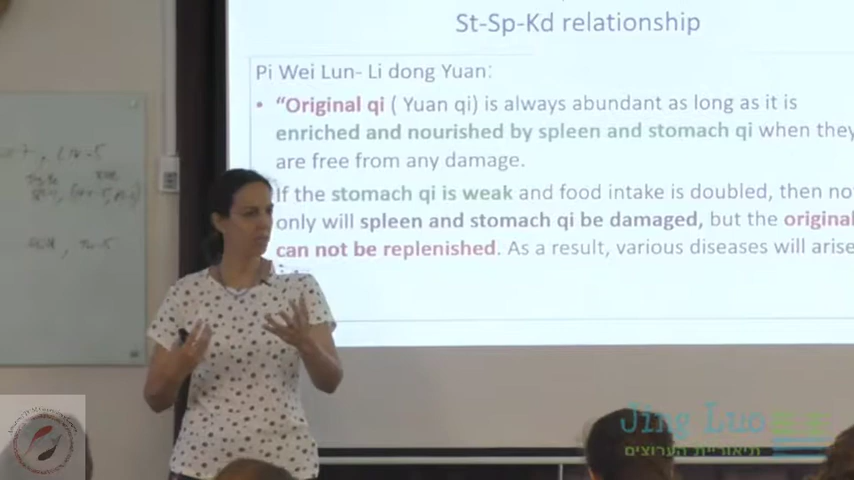 St-Sp-Kd relationship
Pi Wei Lun- Li dong Yuan:
• "Original qi ( Yuan qi) is always abundant as long as it is
enriched and nourished by spleen and stomach qi when they
are free from any damage.
If the stomach qi is weak and food intake is doubled, then no
only will spleen and stomach qi be damaged, but the original
can not be replenished. As a result, various diseases will arise
Jing Luo
תיאוריית הערוצים